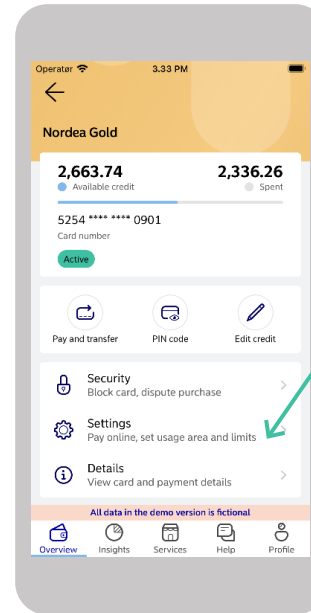 Operatør 3.33 PM
Nordea Gold
2,663.74 2,336.26
Available credit Spent
5254 **** **** 0901
Card number
Active
Pay and transfer PIN code Edit credit
Security
Block card, dispute purchase
Settings
Pay online, set usage area and limits
Details
View card and payment details
All data in the demo version is fictional
Overview Insights Services Help Profile